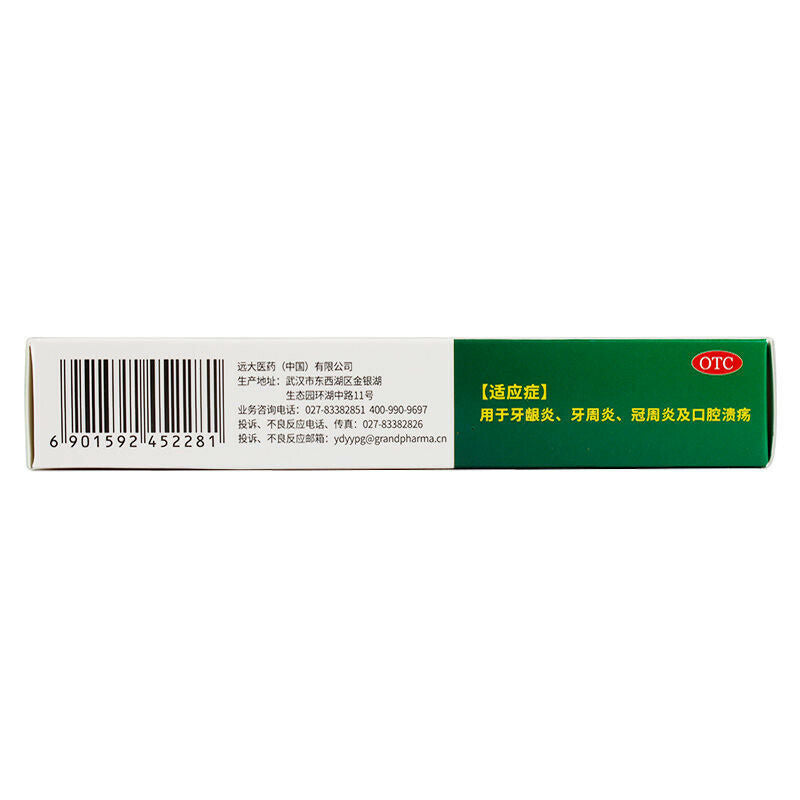 6 901592 452281
远大医药（中国）有限公司
生产地址：武汉市东西湖区金银湖
生态园环湖中路11号
业务咨询电话：027-83382851 400-990-9697
投诉、不良反应电话、传真：027-83382826
投诉、不良反应邮箱：ydyypg@grandpharma.cn
OTC
【适应症】
用于牙龈炎、牙周炎、冠周炎及口腔溃疡